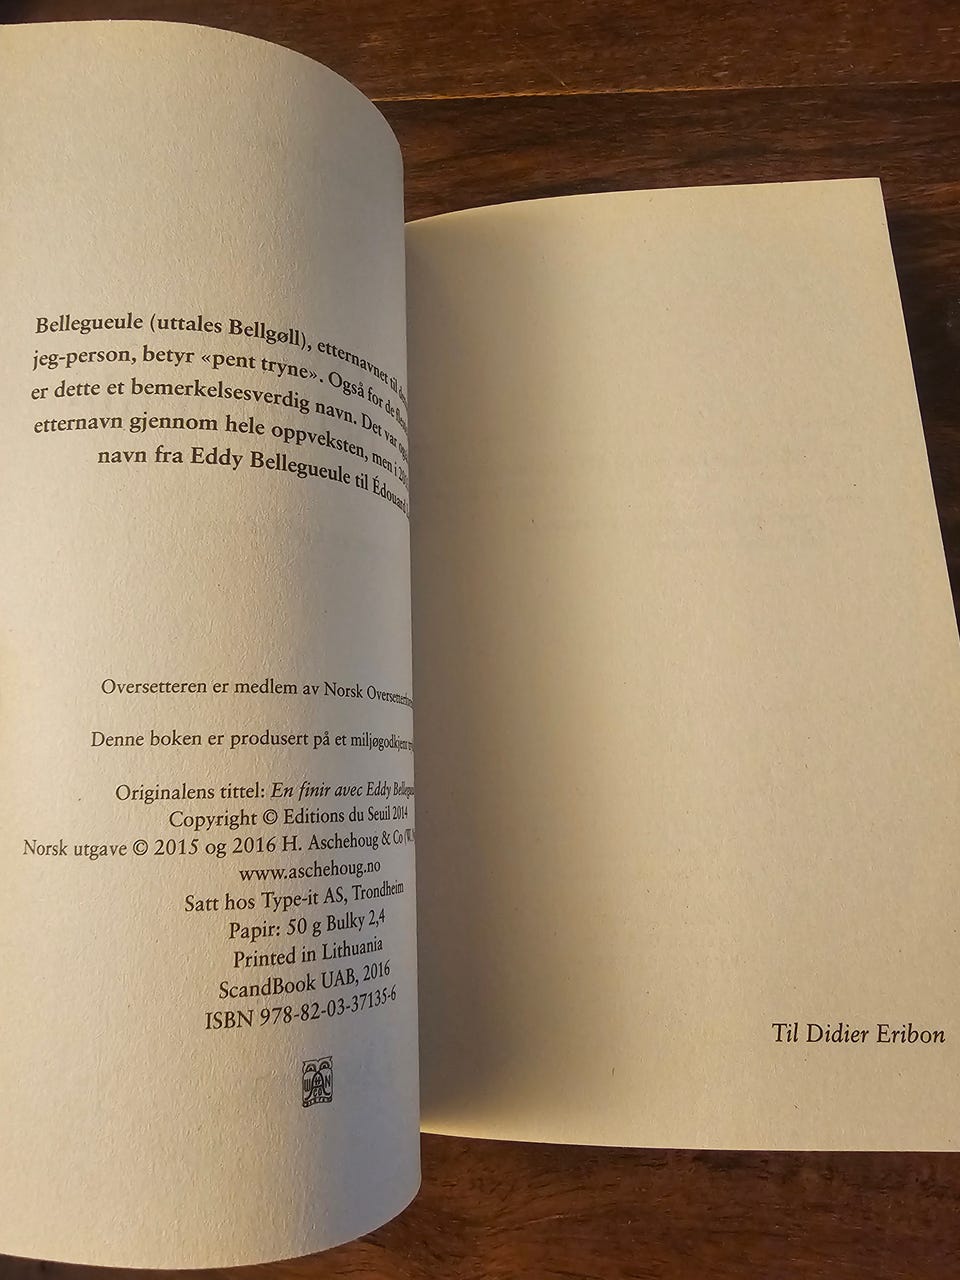 Bellegueule (uttales Bellgøll), etternavnet til
jeg-person, betyr «pent tryne». Også for de
er dette et bemerkelsesverdig navn. Det var
etternavn gjennom hele oppveksten, men i
navn fra Eddy Bellegueule til Édouard
Oversetteren er medlem av Norsk
Denne boken er produsert på et
Originalens tittel: En finir avec Eddy
Copyright © Editions du Seuil 2014
Norsk utgave © 2015 og 2016 H. Aschehoug & Co (W.
www.aschehoug.no
Satt hos Type-it AS, Trondheim
Papir: 50 g Bulky 2,4
Printed in Lithuania
ScandBook UAB, 2016
ISBN 978-82-03-37135-6
Til Didier Eribon